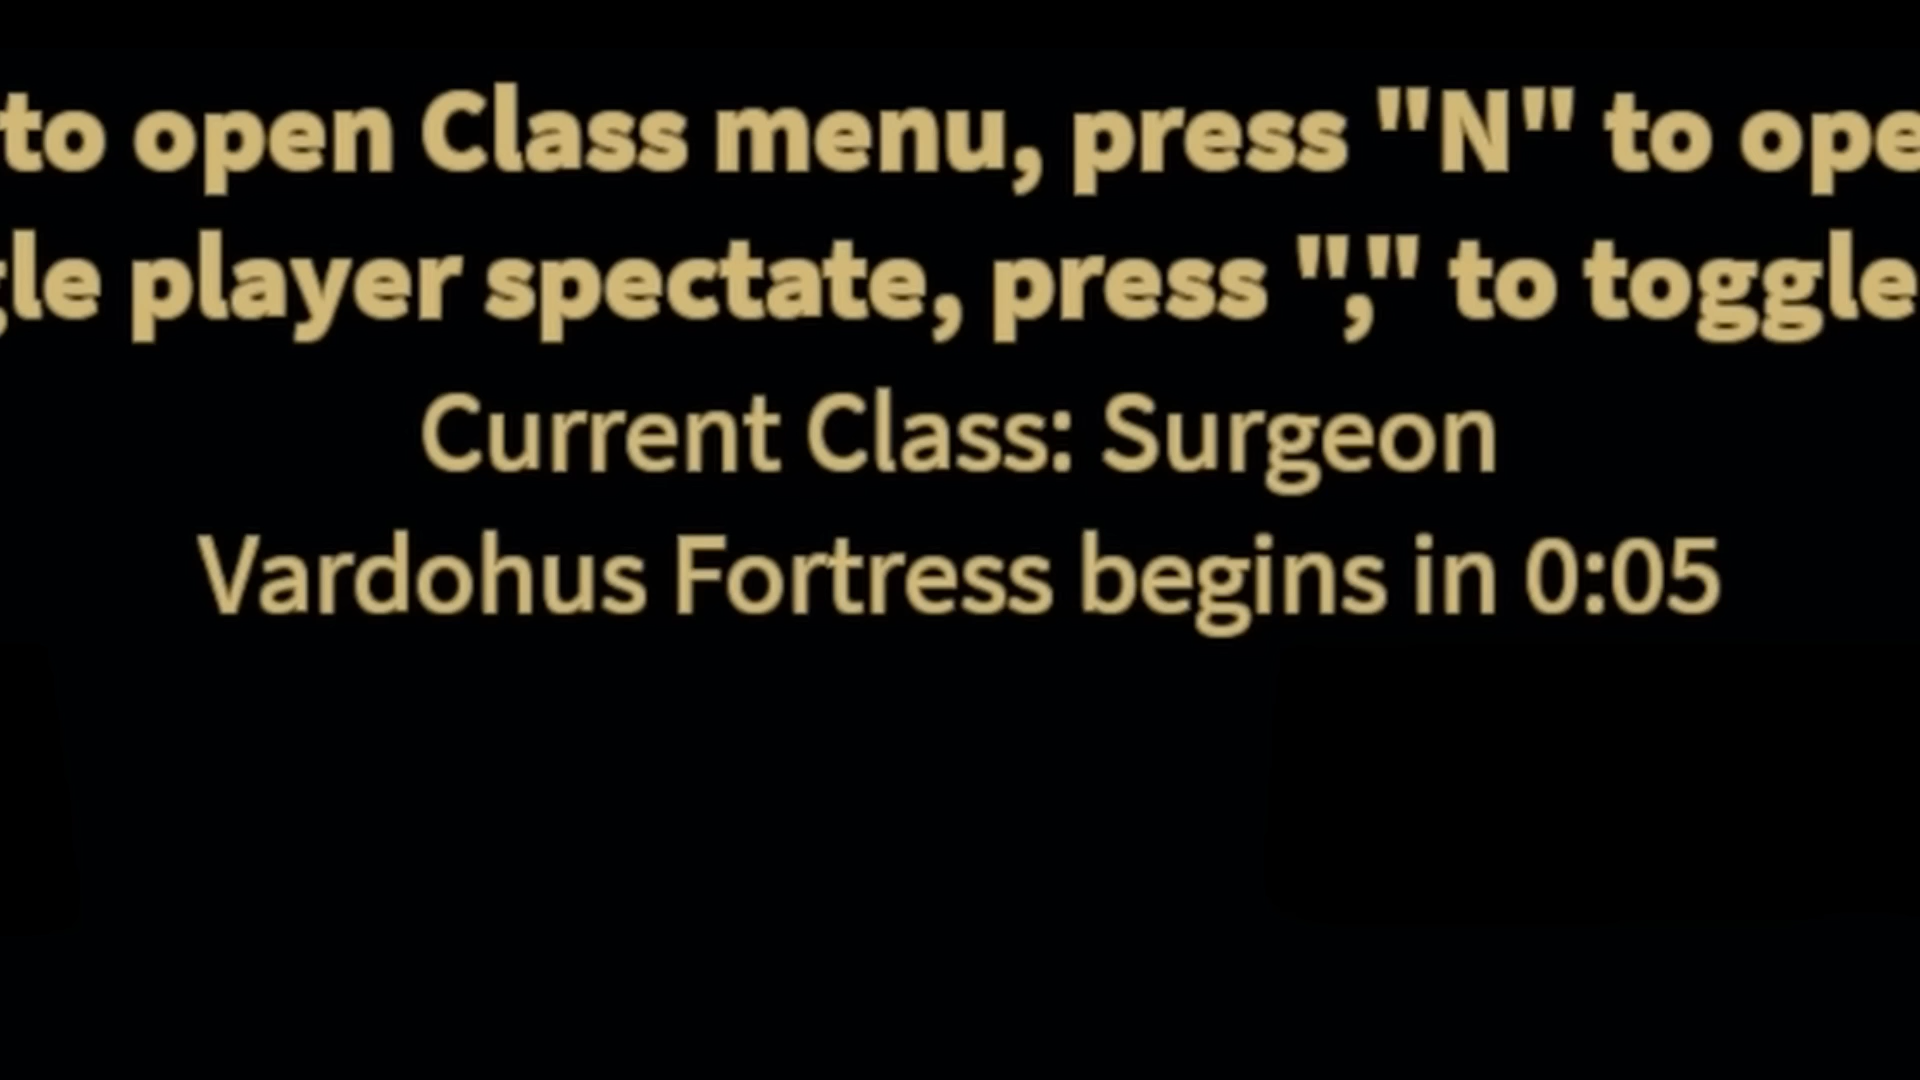 to open Class menu, press "N" to ope
gle player spectate, press "," to toggle
Current Class: Surgeon
Vardohus Fortress begins in 0:05